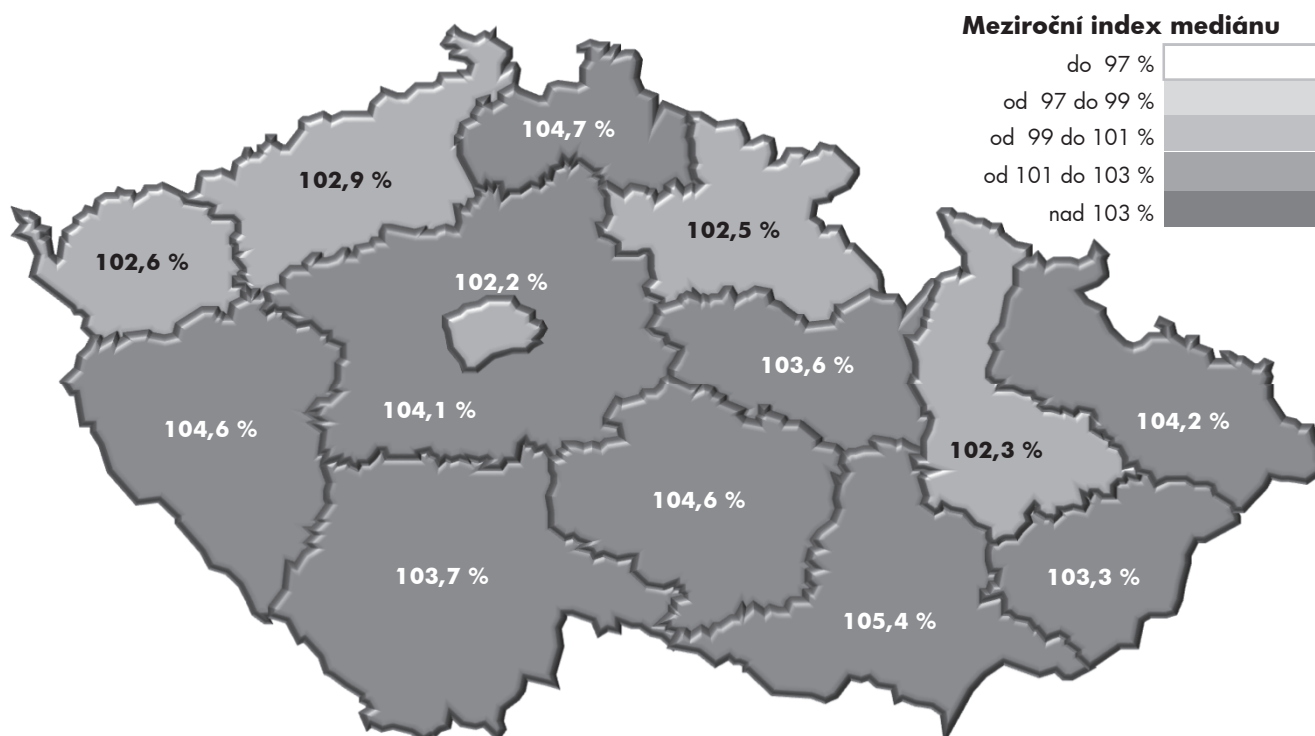 Meziroční index mediánu
do 97 %
od 97 do 99 %
od 99 do 101 %
od 101 do 103 %
nad 103 %
104,7 %
102,9 %
102,5 %
102,6 %
102,2 %
103,6 %
104,1 %
104,2 %
104,6 %
102,3 %
104,6 %
103,7 %
103,3 %
105,4 %